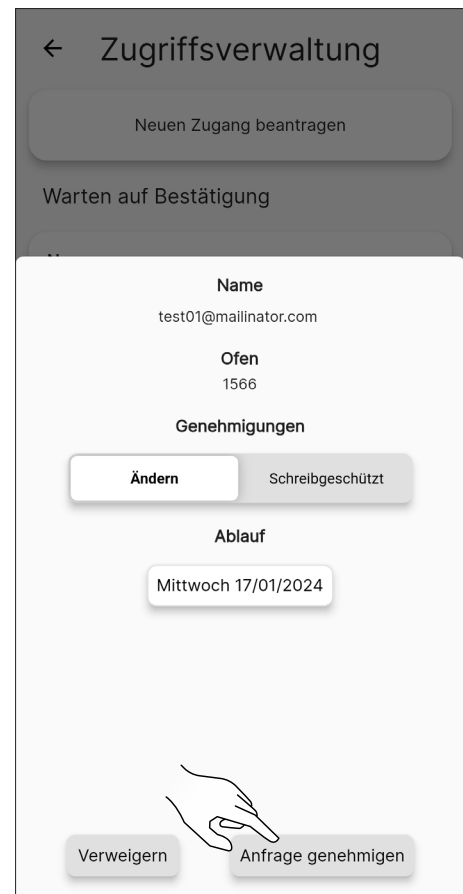 Zugriffsverwaltung
Neuen Zugang beantragen
Warten auf Bestätigung
Name
test01@mailinator.com
Ofen
1566
Genehmigungen
Ändern Schreibgeschützt
Ablauf
Mittwoch 17/01/2024
Verweigern Anfrage genehmigen